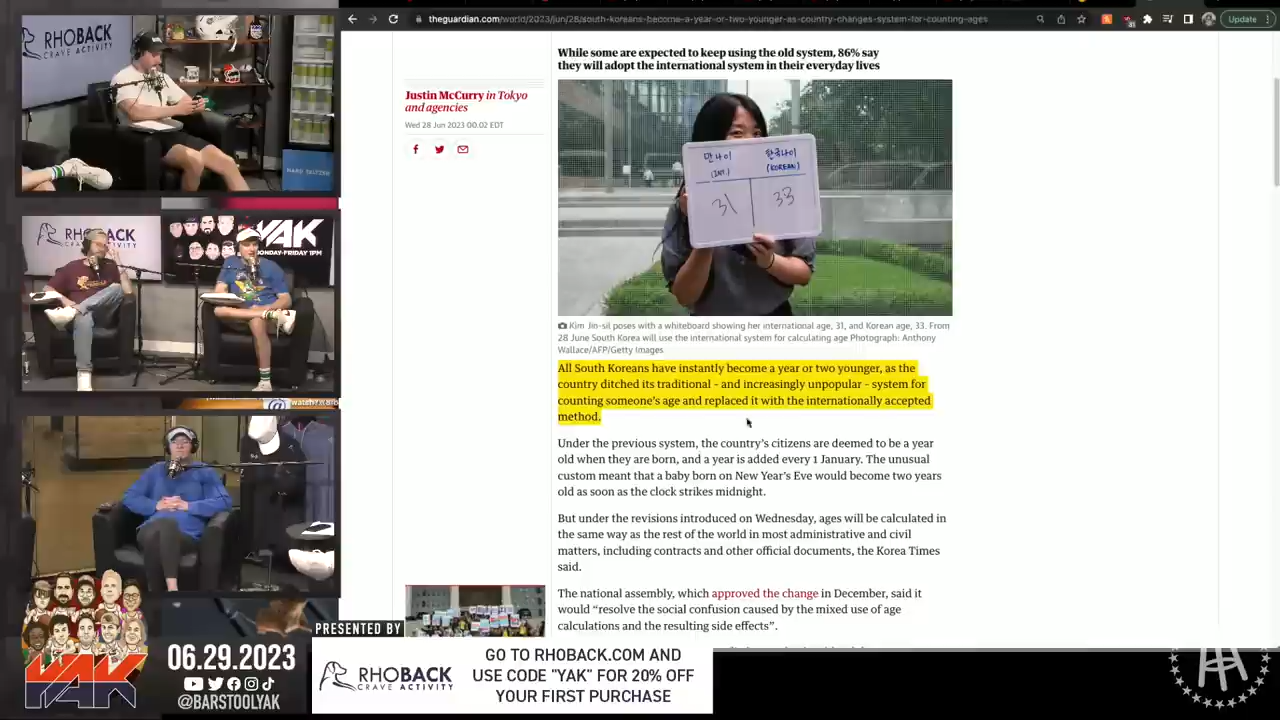 theguardian.com/world/2023/jun/28/south-koreans-become-a-year-or-two-younger-as-country-changes-system-for-counting-ages
Update
While some are expected to keep using the old system, 86% say
they will adopt the international system in their everyday lives
Justin McCurry in Tokyo
and agencies
Wed 28 Jun 2023 00.02 EDT
만나이
(INT.)
한국나이
(KOREAN)
31
33
Kim Jin-sil poses with a whiteboard showing her international age, 31, and Korean age, 33. From
28 June South Korea will use the international system for calculating age Photograph: Anthony
Wallace/AFP/Getty Images
All South Koreans have instantly become a year or two younger, as the
country ditched its traditional – and increasingly unpopular – system for
counting someone's age and replaced it with the internationally accepted
method.
Under the previous system, the country's citizens are deemed to be a year
old when they are born, and a year is added every 1 January. The unusual
custom meant that a baby born on New Year's Eve would become two years
old as soon as the clock strikes midnight.
But under the revisions introduced on Wednesday, ages will be calculated in
the same way as the rest of the world in most administrative and civil
matters, including contracts and other official documents, the Korea Times
said.
The national assembly, which approved the change in December, said it
would “resolve the social confusion caused by the mixed use of age
calculations and the resulting side effects”.
RHOBACK
CRAVE ACTIVITY
RHOBACK
YAK
MONDAY-FRIDAY 1PM
YAK
06.29.2023
@BARSTOOLYAK
PRESENTED BY
RHOBACK
CRAVE ACTIVITY
GO TO RHOBACK.COM AND
USE CODE "YAK" FOR 20% OFF
YOUR FIRST PURCHASE